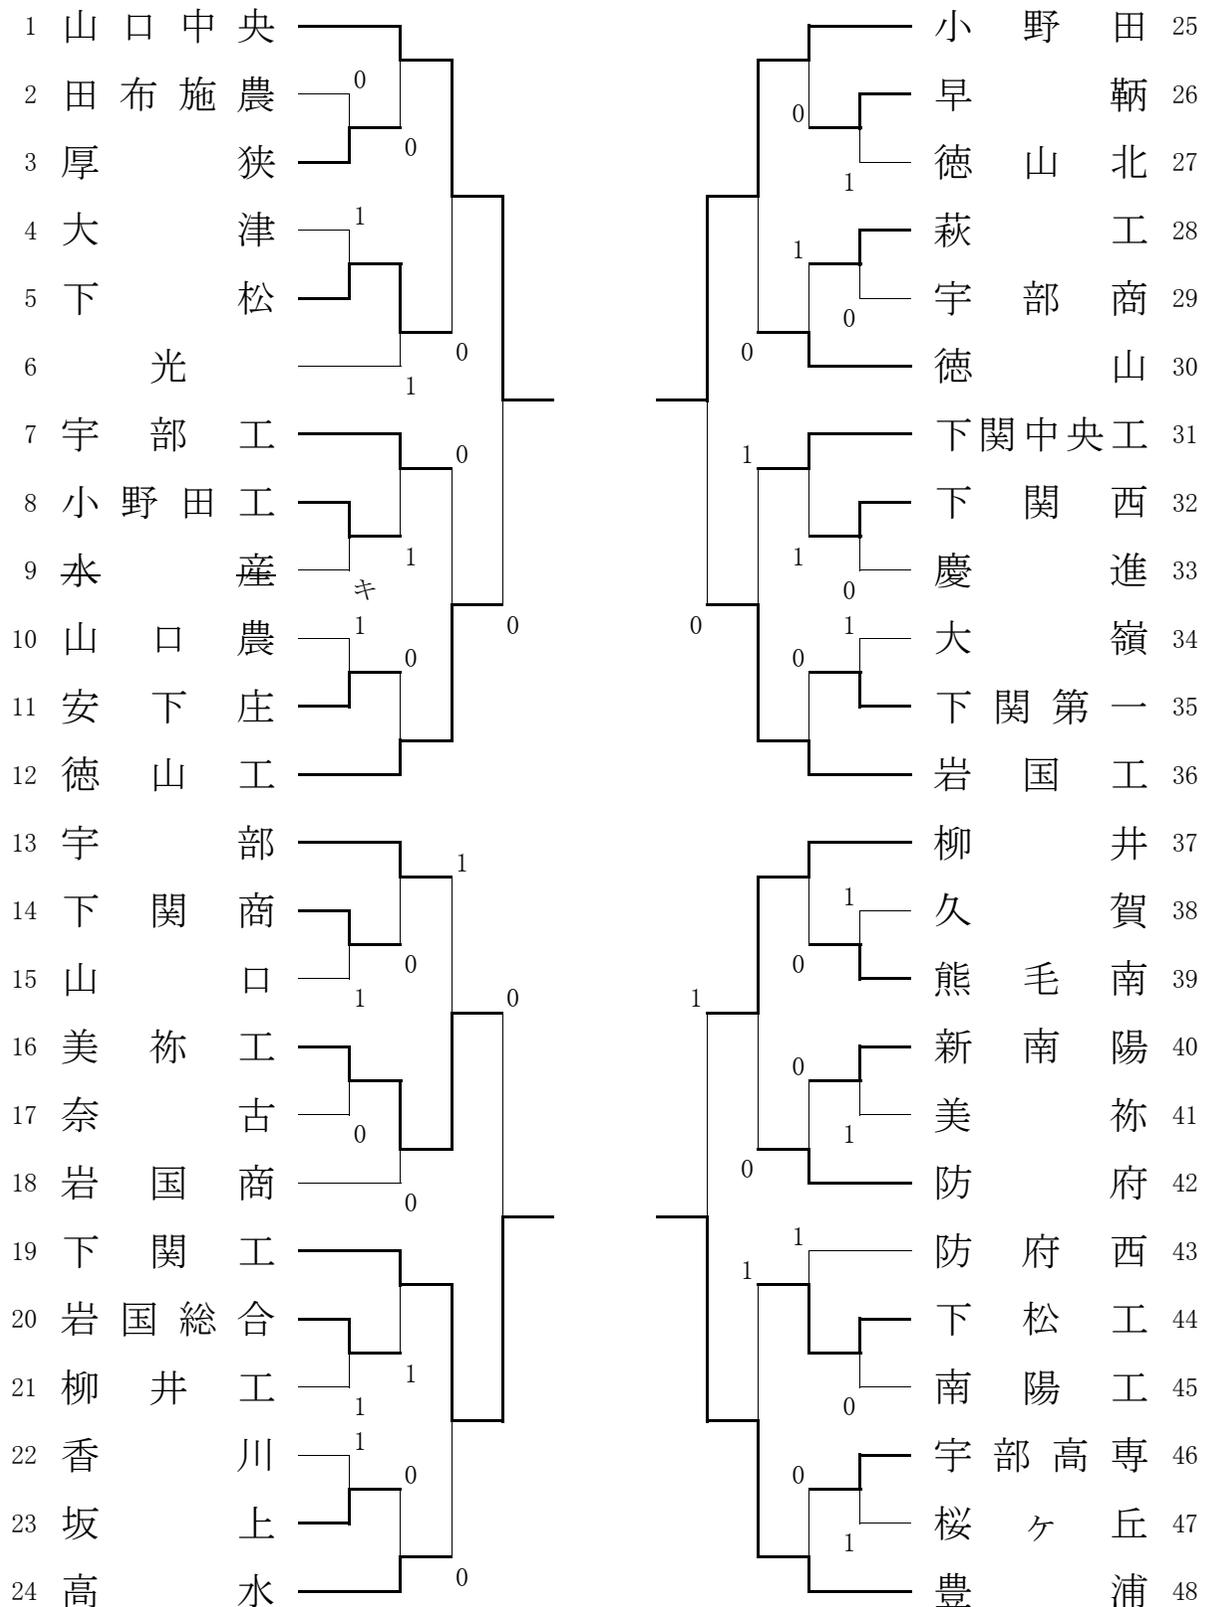 1 山口中央
2 田布施農
3 厚狭
4 大津
5 下松
6 光
7 宇部工
8 小野田工
9 水産
10 山口農
11 安下庄
12 徳山工
13 宇部
14 下関商
15 山口
16 美祢工
17 奈古
18 岩国商
19 下関工
20 岩国総合
21 柳井工
22 香川
23 坂上
24 高水
0
0
1
0
1
0
1
キ
1
0
0
1
0
1
0
0
0
1
1
1
0
0
0
1
1
0
0
1
1
0
0
1
0
1
0
1
0
0
1
0
1
1
0
0
1
小野田 25
早鞆 26
徳山北 27
萩工 28
宇部商 29
徳山 30
下関中央工 31
下関西 32
慶進 33
大嶺 34
下関第一 35
岩国工 36
柳井 37
久賀 38
熊毛南 39
新南陽 40
美祢 41
防府 42
防府西 43
下松工 44
南陽工 45
宇部高専 46
桜ヶ丘 47
豊浦 48